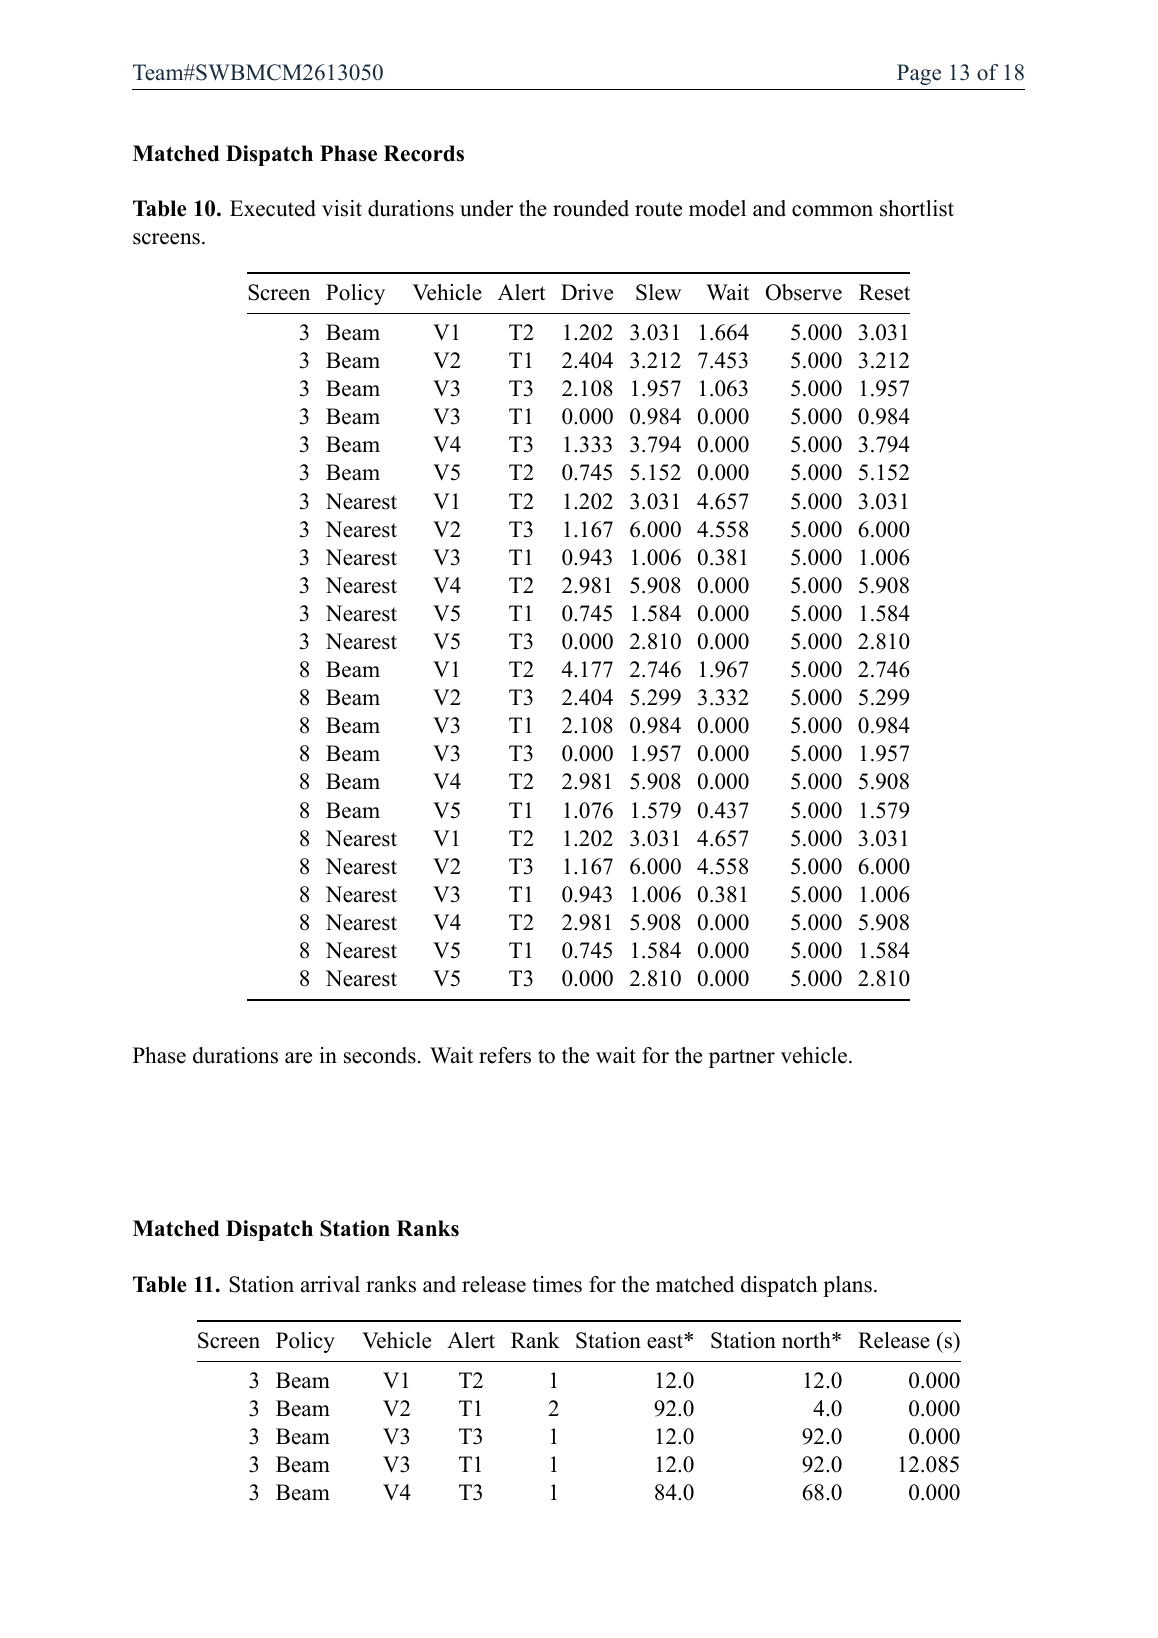 Team#SWBMCM2613050 Page 13 of 18
Matched Dispatch Phase Records
Table 10. Executed visit durations under the rounded route model and common shortlist
screens.
Screen Policy Vehicle Alert Drive Slew Wait Observe Reset
3 Beam V1 T2 1.202 3.031 1.664 5.000 3.031
3 Beam V2 T1 2.404 3.212 7.453 5.000 3.212
3 Beam V3 T3 2.108 1.957 1.063 5.000 1.957
3 Beam V3 T1 0.000 0.984 0.000 5.000 0.984
3 Beam V4 T3 1.333 3.794 0.000 5.000 3.794
3 Beam V5 T2 0.745 5.152 0.000 5.000 5.152
3 Nearest V1 T2 1.202 3.031 4.657 5.000 3.031
3 Nearest V2 T3 1.167 6.000 4.558 5.000 6.000
3 Nearest V3 T1 0.943 1.006 0.381 5.000 1.006
3 Nearest V4 T2 2.981 5.908 0.000 5.000 5.908
3 Nearest V5 T1 0.745 1.584 0.000 5.000 1.584
3 Nearest V5 T3 0.000 2.810 0.000 5.000 2.810
8 Beam V1 T2 4.177 2.746 1.967 5.000 2.746
8 Beam V2 T3 2.404 5.299 3.332 5.000 5.299
8 Beam V3 T1 2.108 0.984 0.000 5.000 0.984
8 Beam V3 T3 0.000 1.957 0.000 5.000 1.957
8 Beam V4 T2 2.981 5.908 0.000 5.000 5.908
8 Beam V5 T1 1.076 1.579 0.437 5.000 1.579
8 Nearest V1 T2 1.202 3.031 4.657 5.000 3.031
8 Nearest V2 T3 1.167 6.000 4.558 5.000 6.000
8 Nearest V3 T1 0.943 1.006 0.381 5.000 1.006
8 Nearest V4 T2 2.981 5.908 0.000 5.000 5.908
8 Nearest V5 T1 0.745 1.584 0.000 5.000 1.584
8 Nearest V5 T3 0.000 2.810 0.000 5.000 2.810
Phase durations are in seconds. Wait refers to the wait for the partner vehicle.
Matched Dispatch Station Ranks
Table 11. Station arrival ranks and release times for the matched dispatch plans.
Screen Policy Vehicle Alert Rank Station east* Station north* Release (s)
3 Beam V1 T2 1 12.0 12.0 0.000
3 Beam V2 T1 2 92.0 4.0 0.000
3 Beam V3 T3 1 12.0 92.0 0.000
3 Beam V3 T1 1 12.0 92.0 12.085
3 Beam V4 T3 1 84.0 68.0 0.000